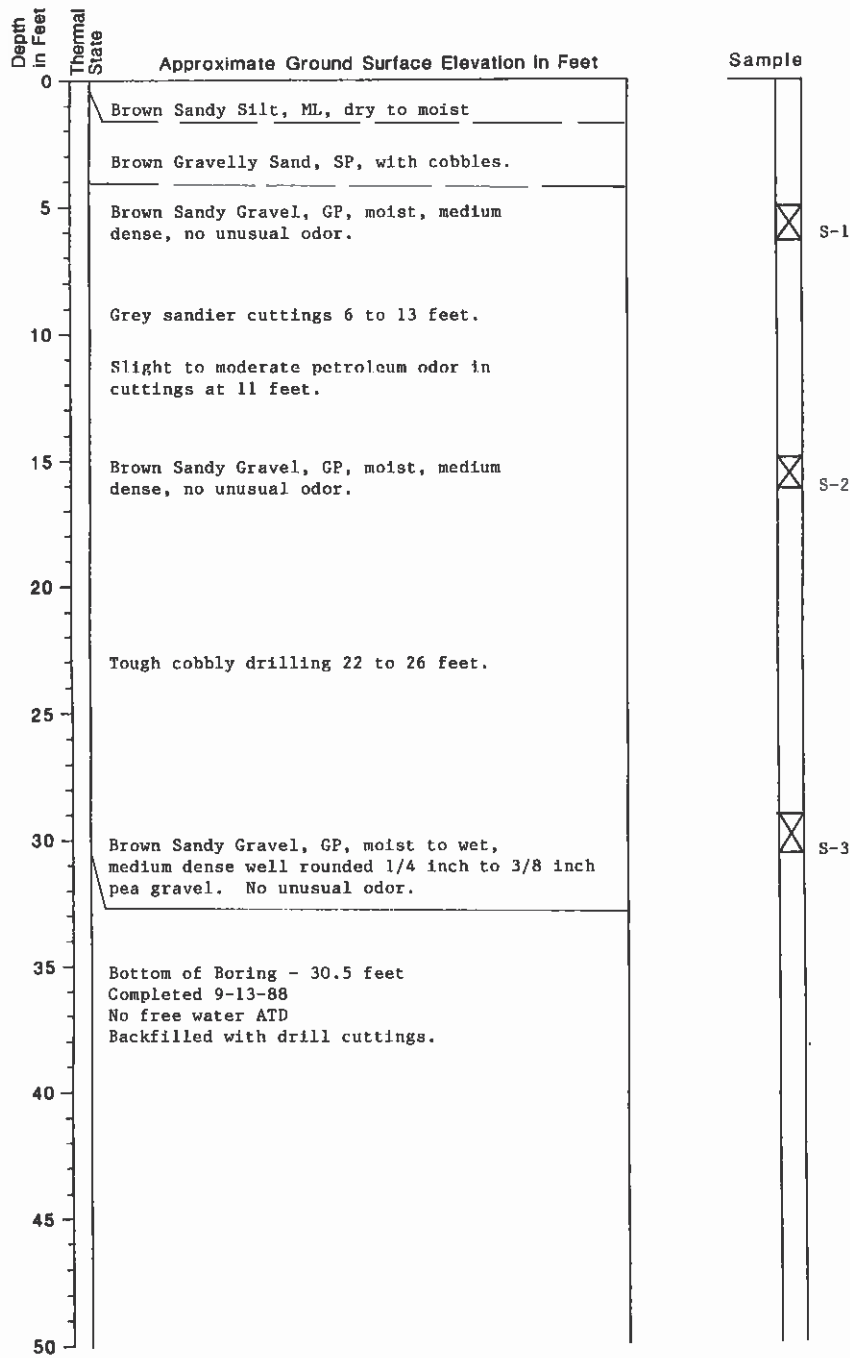 Depth in Feet
Thermal State
Approximate Ground Surface Elevation In Feet
Sample
0
Brown Sandy Silt, ML, dry to moist
Brown Gravelly Sand, SP, with cobbles.
5
Brown Sandy Gravel, GP, moist, medium
dense, no unusual odor.
S-1
Grey sandier cuttings 6 to 13 feet.
10
Slight to moderate petroleum odor in
cuttings at 11 feet.
15
Brown Sandy Gravel, GP, moist, medium
dense, no unusual odor.
S-2
20
Tough cobbly drilling 22 to 26 feet.
25
30
Brown Sandy Gravel, GP, moist to wet,
medium dense well rounded 1/4 inch to 3/8 inch
pea gravel. No unusual odor.
S-3
35
Bottom of Boring - 30.5 feet
Completed 9-13-88
No free water ATD
Backfilled with drill cuttings.
40
45
50